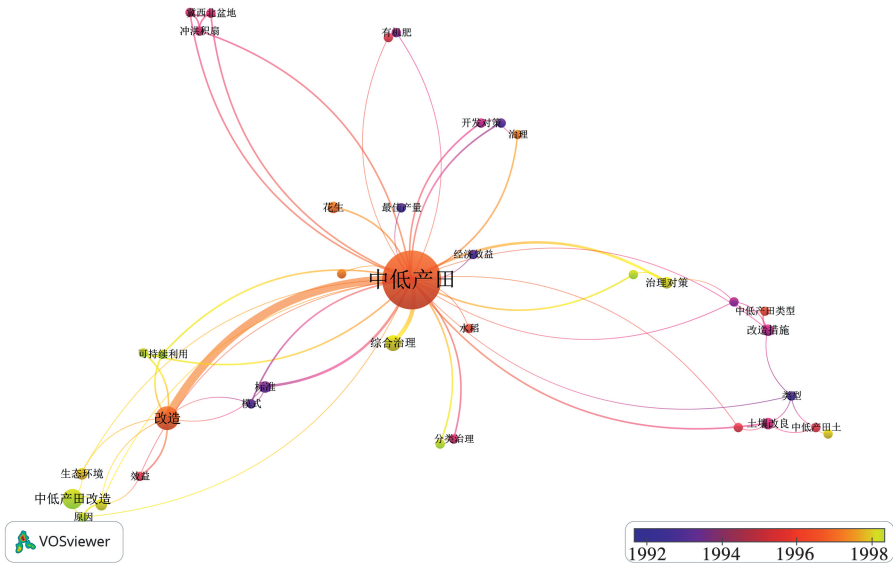 冀西北盆地
冲洪积扇
有机肥
开发对策
治理
花生
最佳产量
经济效益
中低产田
治理对策
中低产田类型
水稻
改造措施
综合治理
可持续利用
标准
模式
类型
改造
土壤改良
中低产田土
分类治理
生态环境
效益
中低产田改造
原因
VOSviewer
1992 1994 1996 1998